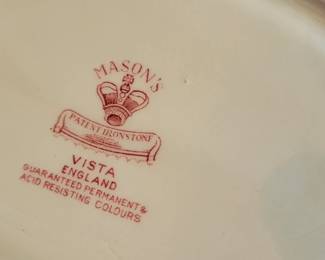 MASON'S
PATENT IRONSTONE
VISTA
ENGLAND
GUARANTEED PERMANENT &
ACID RESISTING COLOURS